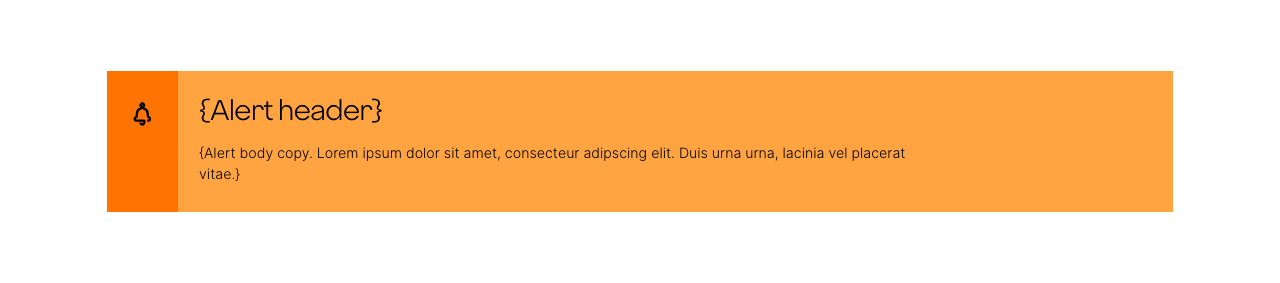 {Alert header}
{Alert body copy. Lorem ipsum dolor sit amet, consecteur adipscing elit. Duis urna urna, lacinia vel placerat
vitae.}